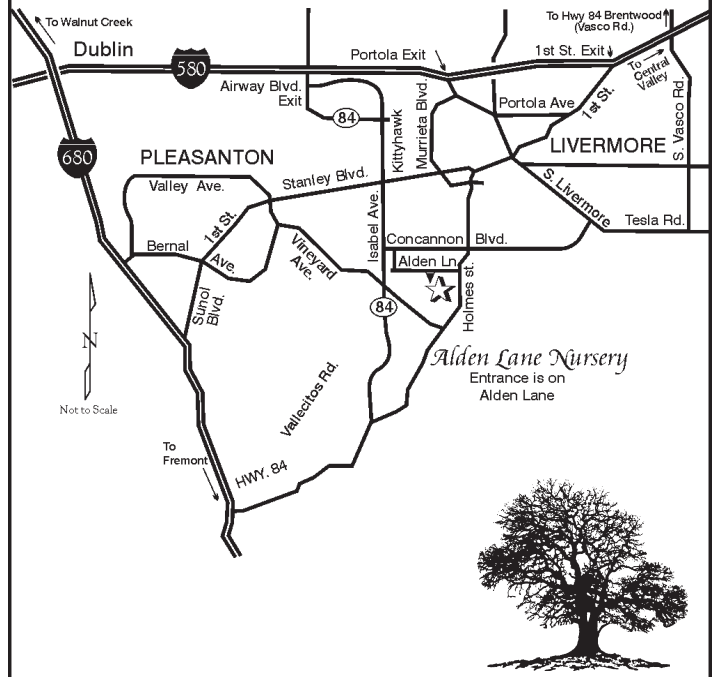 To Walnut Creek
To Hwy 84 Brentwood
(Vasco Rd.)
Dublin
580
Portola Exit
1st St. Exit
To
Central
Valley
Airway Blvd.
Exit
84
Kittyhawk
Murrieta Blvd.
Portola Ave
1st St.
S. Vasco Rd.
680
PLEASANTON
LIVERMORE
Valley Ave.
Stanley Blvd.
S. Livermore
Tesla Rd.
1st St.
Isabel Ave.
Concannon Blvd.
Bernal
Ave.
Vineyard
Ave.
Alden Ln.
Holmes st.
Sunol
Blvd.
84
N
Not to Scale
Alden Lane Nursery
Entrance is on
Alden Lane
Vallecitos Rd.
To
Fremont
HWY. 84